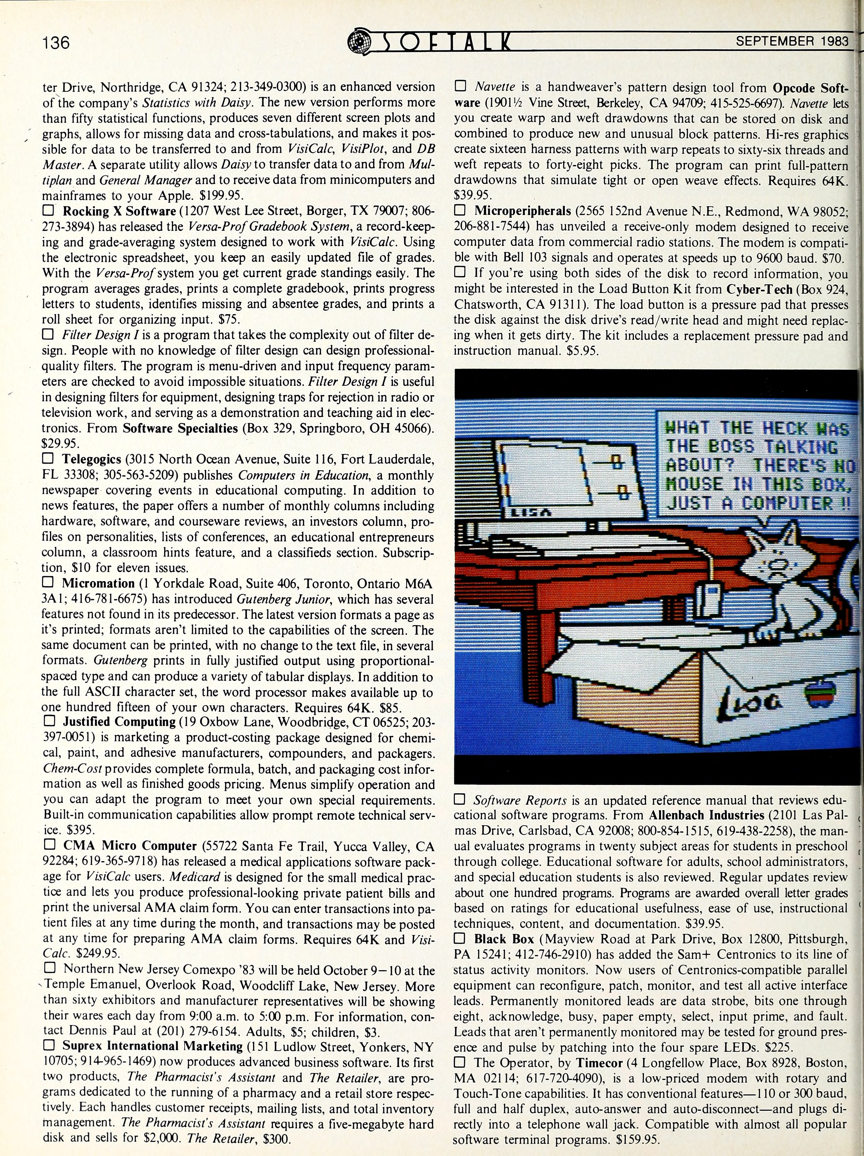 136
SOFTALK
SEPTEMBER 1983
ter Drive, Northridge, CA 91324; 213-349-0300) is an enhanced version
of the company's Statistics with Daisy. The new version performs more
than fifty statistical functions, produces seven different screen plots and
graphs, allows for missing data and cross-tabulations, and makes it pos-
sible for data to be transferred to and from VisiCalc, VisiPlot, and DB
Master. A separate utility allows Daisy to transfer data to and from Mul-
tiplan and General Manager and to receive data from minicomputers and
mainframes to your Apple. $199.95.
□ Rocking X Software (1207 West Lee Street, Borger, TX 79007; 806-
273-3894) has released the Versa-Prof Gradebook System, a record-keep-
ing and grade-averaging system designed to work with VisiCalc. Using
the electronic spreadsheet, you keep an easily updated file of grades.
With the Versa-Prof system you get current grade standings easily. The
program averages grades, prints a complete gradebook, prints progress
letters to students, identifies missing and absentee grades, and prints a
roll sheet for organizing input. $75.
□ Filter Design I is a program that takes the complexity out of filter de-
sign. People with no knowledge of filter design can design professional-
quality filters. The program is menu-driven and input frequency param-
eters are checked to avoid impossible situations. Filter Design I is useful
in designing filters for equipment, designing traps for rejection in radio or
television work, and serving as a demonstration and teaching aid in elec-
tronics. From Software Specialties (Box 329, Springboro, OH 45066).
$29.95.
□ Telegogics (3015 North Ocean Avenue, Suite 116, Fort Lauderdale,
FL 33308; 305-563-5209) publishes Computers in Education, a monthly
newspaper covering events in educational computing. In addition to
news features, the paper offers a number of monthly columns including
hardware, software, and courseware reviews, an investors column, pro-
files on personalities, lists of conferences, an educational entrepreneurs
column, a classroom hints feature, and a classifieds section. Subscrip-
tion, $10 for eleven issues.
□ Micromation (1 Yorkdale Road, Suite 406, Toronto, Ontario M6A
3A1; 416-781-6675) has introduced Gutenberg Junior, which has several
features not found in its predecessor. The latest version formats a page as
it's printed; formats aren't limited to the capabilities of the screen. The
same document can be printed, with no change to the text file, in several
formats. Gutenberg prints in fully justified output using proportional-
spaced type and can produce a variety of tabular displays. In addition to
the full ASCII character set, the word processor makes available up to
one hundred fifteen of your own characters. Requires 64K. $85.
□ Justified Computing (19 Oxbow Lane, Woodbridge, CT 06525; 203-
397-0051) is marketing a product-costing package designed for chemi-
cal, paint, and adhesive manufacturers, compounders, and packagers.
Chem-Cost provides complete formula, batch, and packaging cost infor-
mation as well as finished goods pricing. Menus simplify operation and
you can adapt the program to meet your own special requirements.
Built-in communication capabilities allow prompt remote technical serv-
ice. $395.
□ CMA Micro Computer (55722 Santa Fe Trail, Yucca Valley, CA
92284; 619-365-9718) has released a medical applications software pack-
age for VisiCalc users. Medicard is designed for the small medical prac-
tice and lets you produce professional-looking private patient bills and
print the universal AMA claim form. You can enter transactions into pa-
tient files at any time during the month, and transactions may be posted
at any time for preparing AMA claim forms. Requires 64K and Visi-
Calc. $249.95.
□ Northern New Jersey Comexpo '83 will be held October 9–10 at the
Temple Emanuel, Overlook Road, Woodcliff Lake, New Jersey. More
than sixty exhibitors and manufacturer representatives will be showing
their wares each day from 9:00 a.m. to 5:00 p.m. For information, con-
tact Dennis Paul at (201) 279-6154. Adults, $5; children, $3.
□ Suprex International Marketing (151 Ludlow Street, Yonkers, NY
10705; 914-965-1469) now produces advanced business software. Its first
two products, The Pharmacist's Assistant and The Retailer, are pro-
grams dedicated to the running of a pharmacy and a retail store respec-
tively. Each handles customer receipts, mailing lists, and total inventory
management. The Pharmacist's Assistant requires a five-megabyte hard
disk and sells for $2,000. The Retailer, $300.
□ Navette is a handweaver's pattern design tool from Opcode Soft-
ware (1901½ Vine Street, Berkeley, CA 94709; 415-525-6697). Navette lets
you create warp and weft drawdowns that can be stored on disk and
combined to produce new and unusual block patterns. Hi-res graphics
create sixteen harness patterns with warp repeats to sixty-six threads and
weft repeats to forty-eight picks. The program can print full-pattern
drawdowns that simulate tight or open weave effects. Requires 64K.
$39.95.
□ Microperipherals (2565 152nd Avenue N.E., Redmond, WA 98052;
206-881-7544) has unveiled a receive-only modem designed to receive
computer data from commercial radio stations. The modem is compati-
ble with Bell 103 signals and operates at speeds up to 9600 baud. $70.
□ If you're using both sides of the disk to record information, you
might be interested in the Load Button Kit from Cyber-Tech (Box 924,
Chatsworth, CA 91311). The load button is a pressure pad that presses
the disk against the disk drive's read/write head and might need replac-
ing when it gets dirty. The kit includes a replacement pressure pad and
instruction manual. $5.95.
WHAT THE HECK WAS
THE BOSS TALKING
ABOUT? THERE'S NO
MOUSE IN THIS BOX,
JUST A COMPUTER !!
LISA
Lisa
□ Software Reports is an updated reference manual that reviews edu-
cational software programs. From Allenbach Industries (2101 Las Pal-
mas Drive, Carlsbad, CA 92008; 800-854-1515, 619-438-2258), the man-
ual evaluates programs in twenty subject areas for students in preschool
through college. Educational software for adults, school administrators,
and special education students is also reviewed. Regular updates review
about one hundred programs. Programs are awarded overall letter grades
based on ratings for educational usefulness, ease of use, instructional
techniques, content, and documentation. $39.95.
□ Black Box (Mayview Road at Park Drive, Box 12800, Pittsburgh,
PA 15241; 412-746-2910) has added the Sam+ Centronics to its line of
status activity monitors. Now users of Centronics-compatible parallel
equipment can reconfigure, patch, monitor, and test all active interface
leads. Permanently monitored leads are data strobe, bits one through
eight, acknowledge, busy, paper empty, select, input prime, and fault.
Leads that aren't permanently monitored may be tested for ground pres-
ence and pulse by patching into the four spare LEDs. $225.
□ The Operator, by Timecor (4 Longfellow Place, Box 8928, Boston,
MA 02114; 617-720-4090), is a low-priced modem with rotary and
Touch-Tone capabilities. It has conventional features—110 or 300 baud,
full and half duplex, auto-answer and auto-disconnect—and plugs di-
rectly into a telephone wall jack. Compatible with almost all popular
software terminal programs. $159.95.